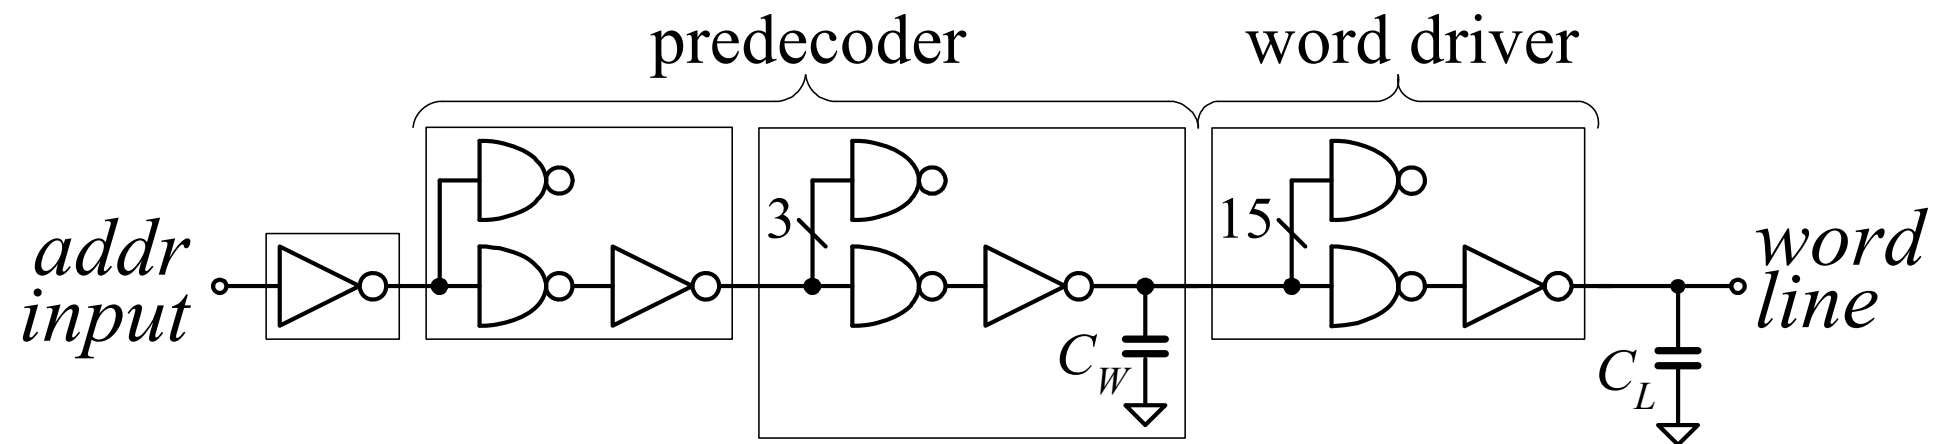 predecoder
word driver
addr
input
3
C_W
15
C_L
word
line